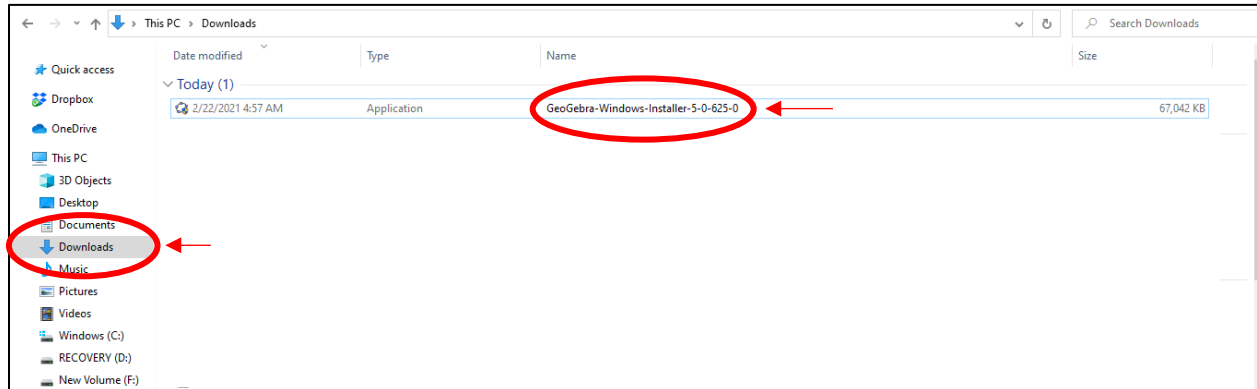 This PC > Downloads
Search Downloads
Date modified Type Name Size
Quick access
Today (1)
2/22/2021 4:57 AM Application GeoGebra-Windows-Installer-5-0-625-0 67,042 KB
Dropbox
OneDrive
This PC
3D Objects
Desktop
Documents
Downloads
Music
Pictures
Videos
Windows (C:)
RECOVERY (D:)
New Volume (F:)